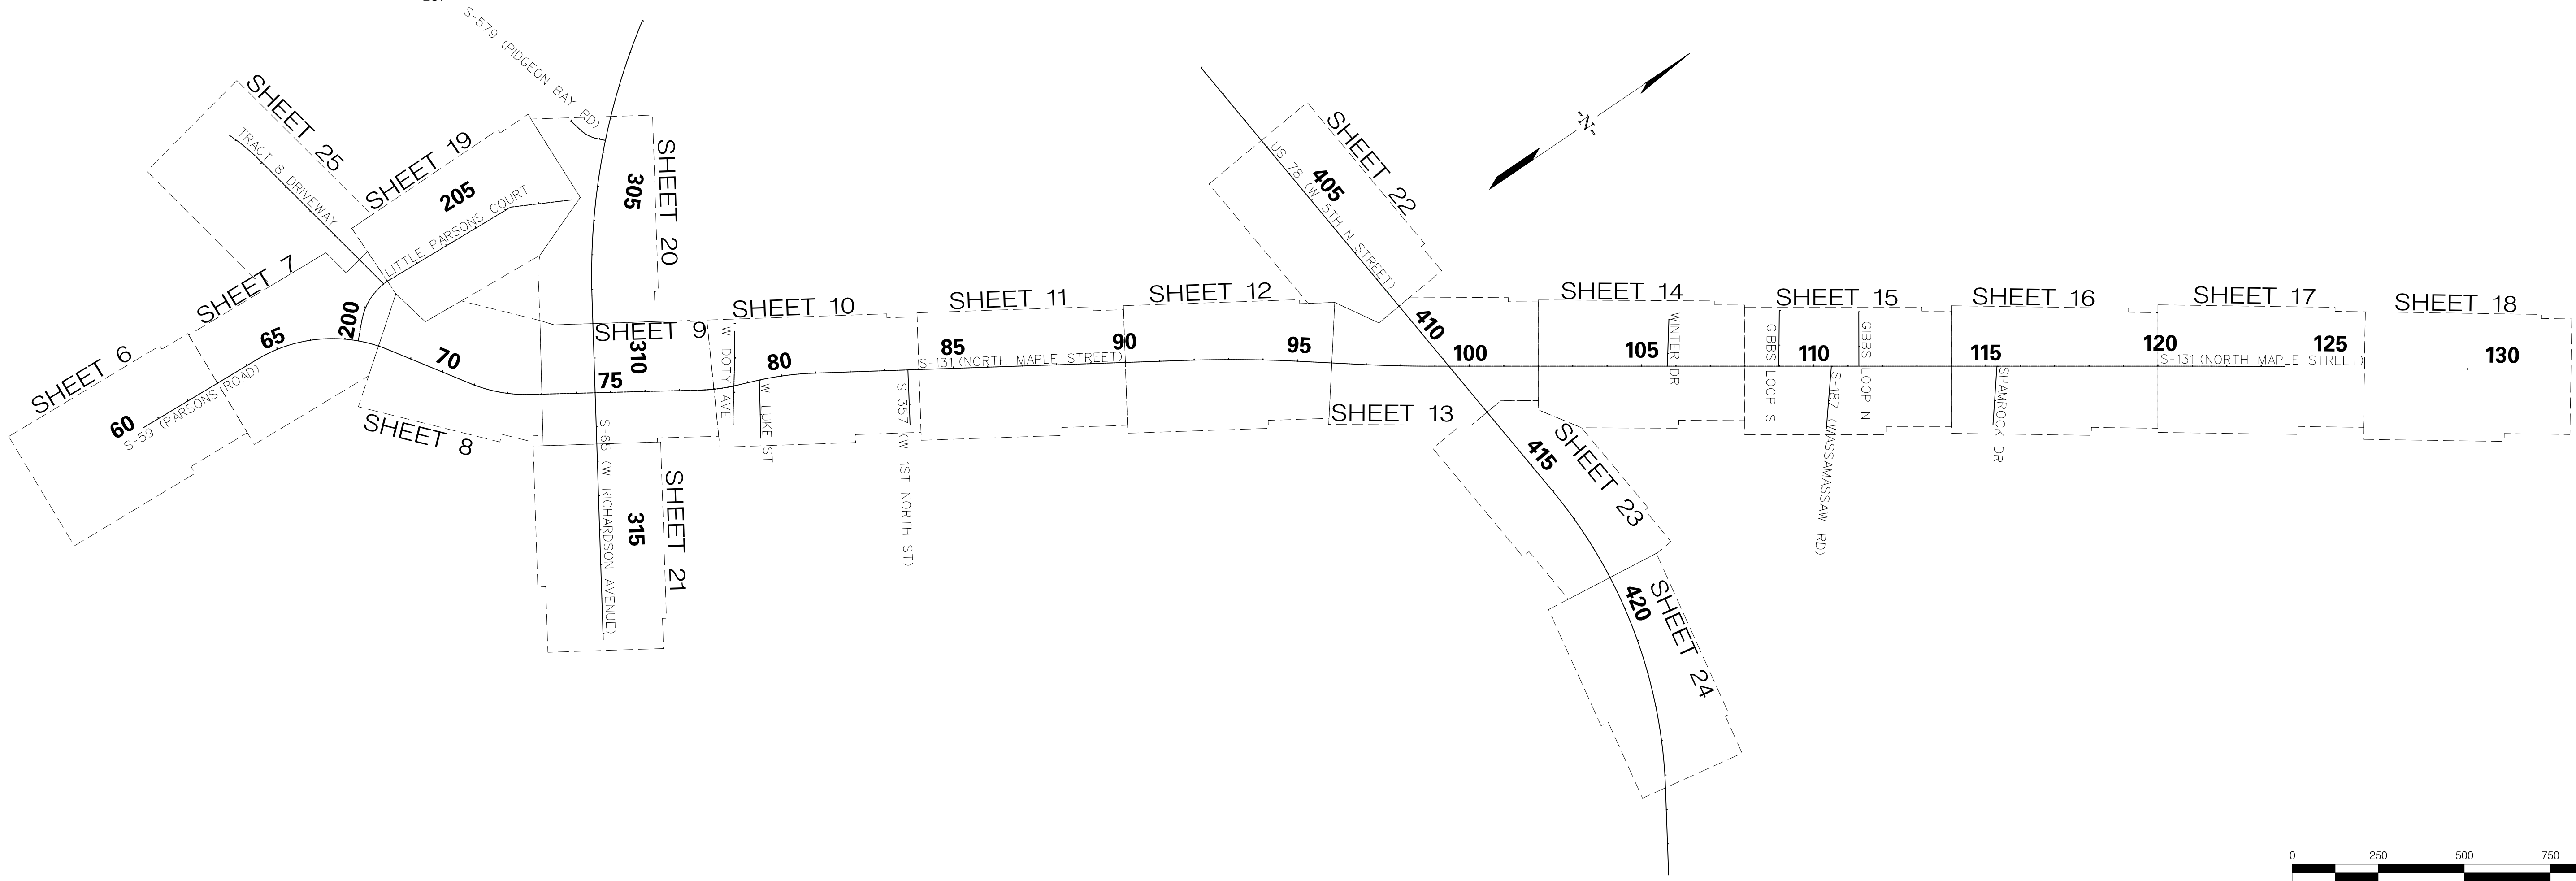 S-579 (PIDGEON BAY RD)
SHEET 25
TRACT 8 DRIVEWAY
SHEET 19
205
LITTLE PARSONS COURT
305
SHEET 20
SHEET 22
405
US 78 (W 5TH N STREET)
-N-
SHEET 6
60
S-59 (PARSONS ROAD)
SHEET 7
65
200
70
SHEET 8
SHEET 9
310
75
S-65 (W RICHARDSON AVENUE)
315
SHEET 21
SHEET 10
W DOTY AVE
80
W LUKE ST
SHEET 11
85
S-357 (W 1ST NORTH ST)
S-131 (NORTH MAPLE STREET)
90
SHEET 12
95
SHEET 13
410
100
415
SHEET 23
420
SHEET 24
SHEET 14
105
WINTER DR
SHEET 15
GIBBS LOOP S
110
GIBBS LOOP N
S-187 (WASSAMASSAW RD)
SHEET 16
115
SHAMROCK DR
SHEET 17
120
125
S-131 (NORTH MAPLE STREET)
SHEET 18
130
0 250 500 750